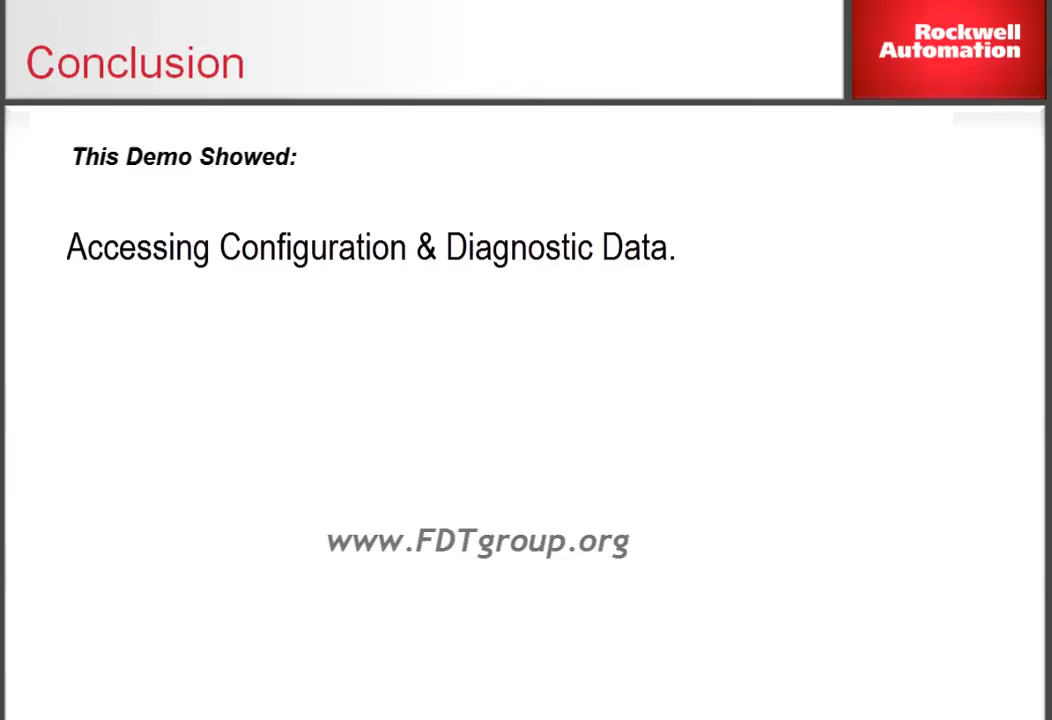 Conclusion
Rockwell
Automation
This Demo Showed:
Accessing Configuration & Diagnostic Data.
www.FDTgroup.org